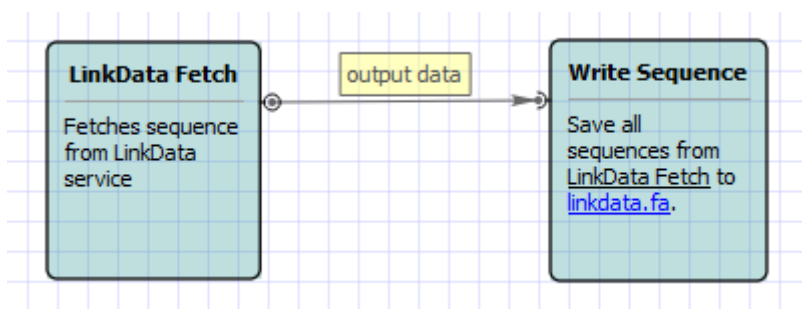 LinkData Fetch
Fetches sequence
from LinkData
service
output data
Write Sequence
Save all
sequences from
LinkData Fetch to
linkdata.fa.